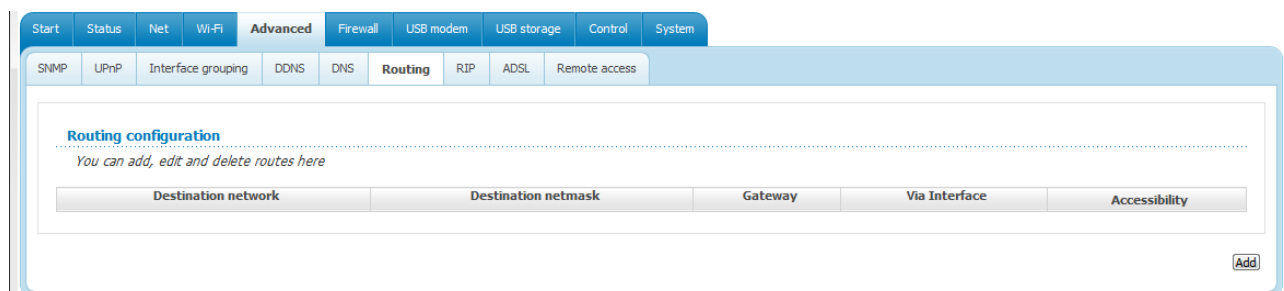 Start Status Net Wi-Fi Advanced Firewall USB modem USB storage Control System
SNMP UPnP Interface grouping DDNS DNS Routing RIP ADSL Remote access
Routing configuration
You can add, edit and delete routes here
Destination network Destination netmask Gateway Via Interface Accessibility
Add